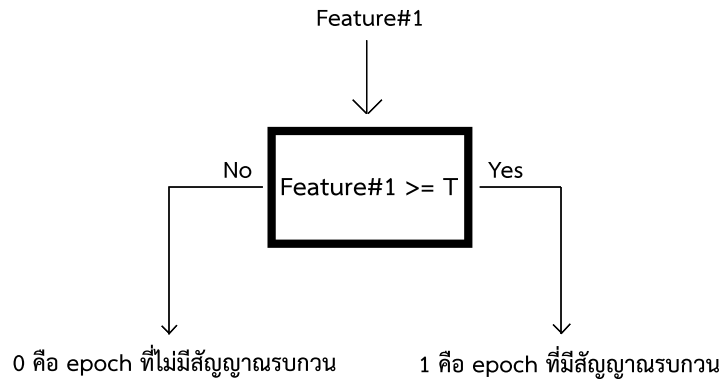 Feature#1
No
Yes
Feature#1 >= T
0 คือ epoch ที่ไม่มีสัญญาณรบกวน
1 คือ epoch ที่มีสัญญาณรบกวน